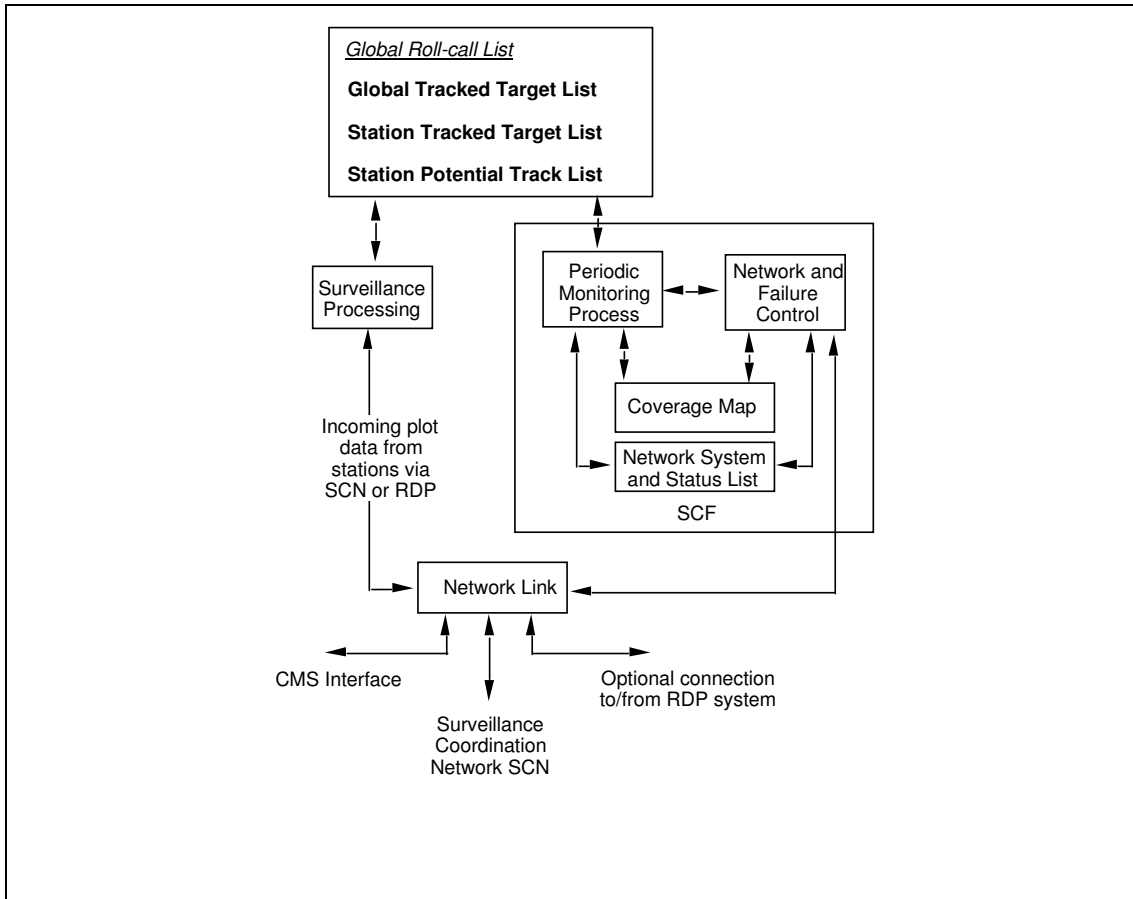 Global Roll-call List
Global Tracked Target List
Station Tracked Target List
Station Potential Track List
Surveillance
Processing
Periodic
Monitoring
Process
Network and
Failure
Control
Coverage Map
Network System
and Status List
SCF
Incoming plot
data from
stations via
SCN or RDP
Network Link
CMS Interface
Surveillance
Coordination
Network SCN
Optional connection
to/from RDP system